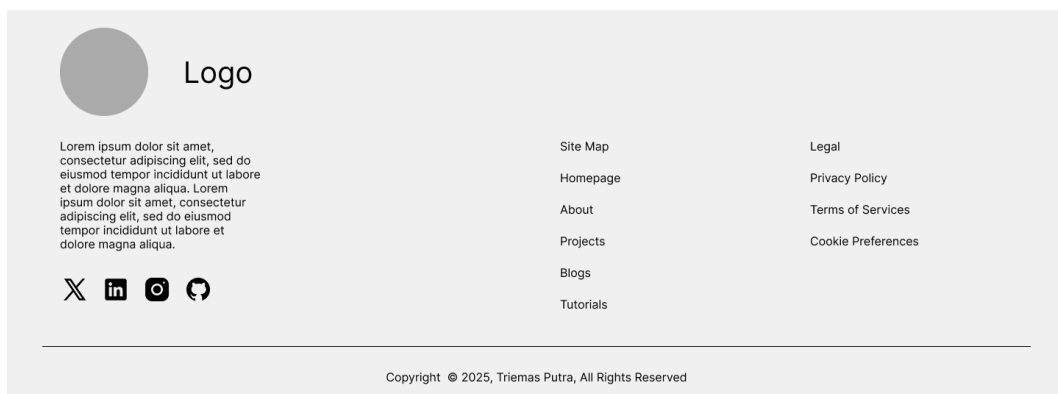 Logo
Lorem ipsum dolor sit amet,
consectetur adipiscing elit, sed do
eiusmod tempor incididunt ut labore
et dolore magna aliqua. Lorem
ipsum dolor sit amet, consectetur
adipiscing elit, sed do eiusmod
tempor incididunt ut labore et
dolore magna aliqua.
Site Map
Homepage
About
Projects
Blogs
Tutorials
Legal
Privacy Policy
Terms of Services
Cookie Preferences
Copyright © 2025, Triemas Putra, All Rights Reserved